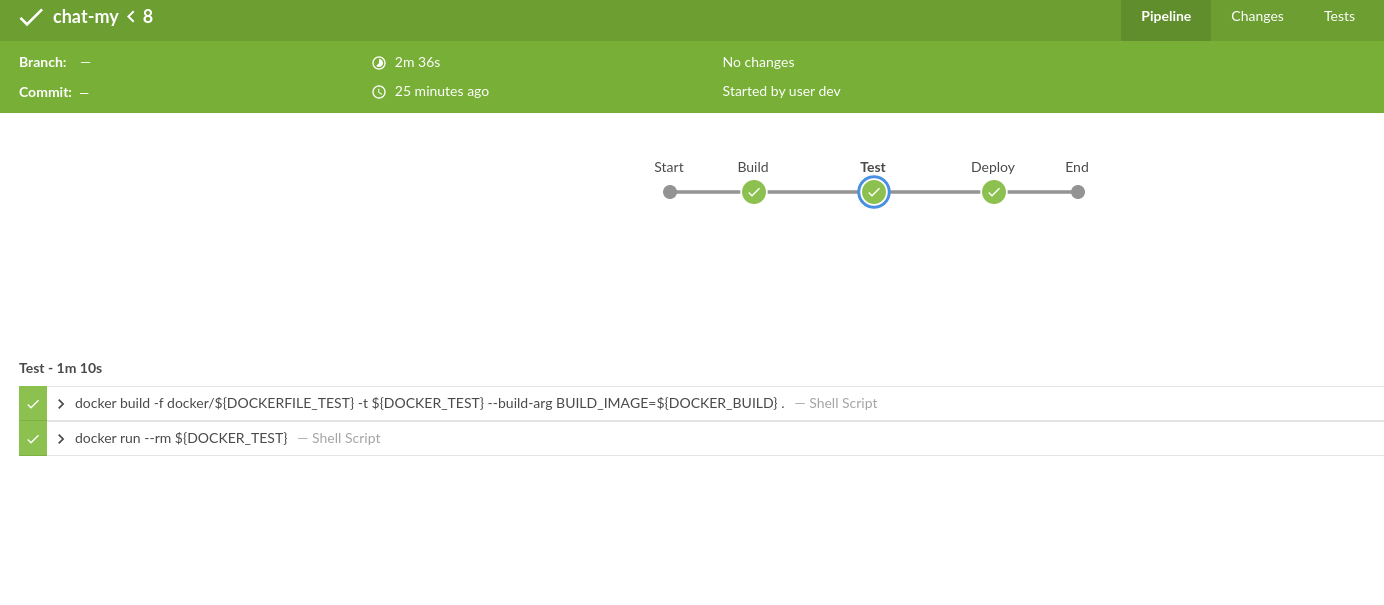 chat-my < 8
Pipeline Changes Tests
Branch: — 2m 36s No changes
Commit: — 25 minutes ago Started by user dev
Start Build Test Deploy End
Test - 1m 10s
docker build -f docker/${DOCKERFILE_TEST} -t ${DOCKER_TEST} --build-arg BUILD_IMAGE=${DOCKER_BUILD} . — Shell Script
docker run --rm ${DOCKER_TEST} — Shell Script